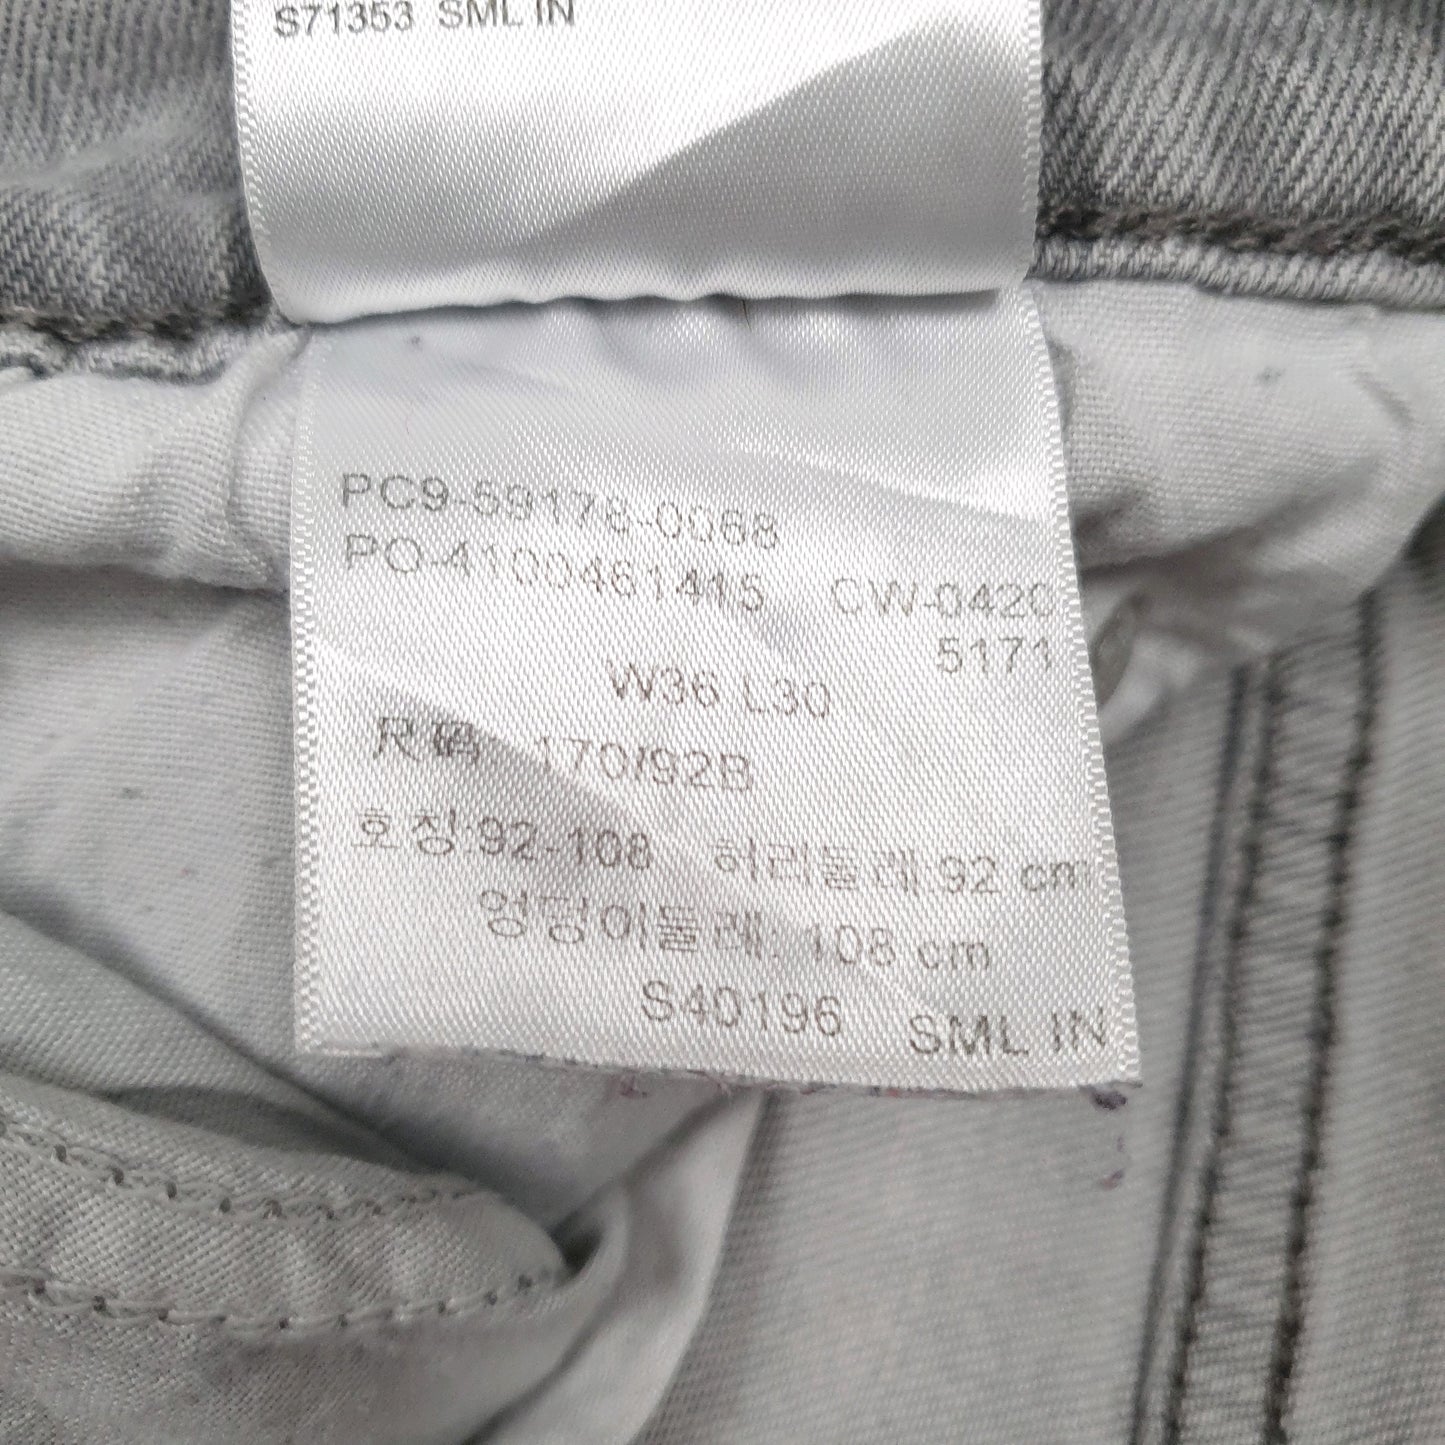 S71353 SML IN
PC9-59178-0068
PO-4100461415 CW-0420
5171
W36 L30
尺码 170/92B
호칭:92-108 허리둘레:92 cm
엉덩이둘레: 108 cm
S40196 SML IN